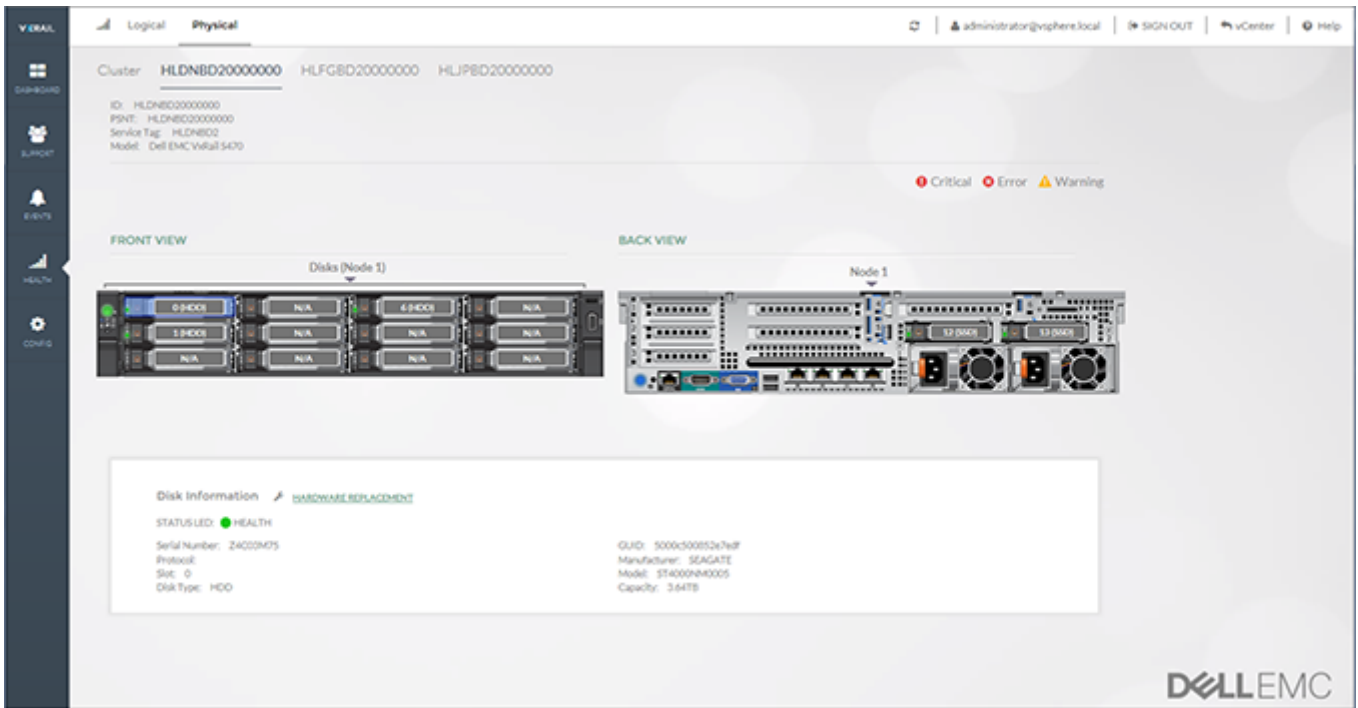 VXRAIL
Logical Physical
administrator@vsphere.local SIGN OUT vCenter Help
DASHBOARD
SUPPORT
EVENTS
HEALTH
CONFIG
Cluster HLDNBD20000000 HLFGBD20000000 HLJPBD20000000
ID: HLDNBD20000000
PSNT: HLDNBD20000000
Service Tag: HLDNBD2
Model: Dell EMC VxRail S470
Critical Error Warning
FRONT VIEW
Disks (Node 1)
0 (HDD) N/A 6 (HDD) N/A
1 (HDD) N/A N/A N/A
N/A N/A N/A N/A
BACK VIEW
Node 1
12 (SSD) 13 (SSD)
Disk Information HARDWARE REPLACEMENT
STATUS LED: HEALTH
Serial Number: Z4C03M75
Protocol:
Slot: 0
Disk Type: HDD
GUID: 5000c500852e7edf
Manufacturer: SEAGATE
Model: ST4000NM0005
Capacity: 3.64TB
DELLEMC